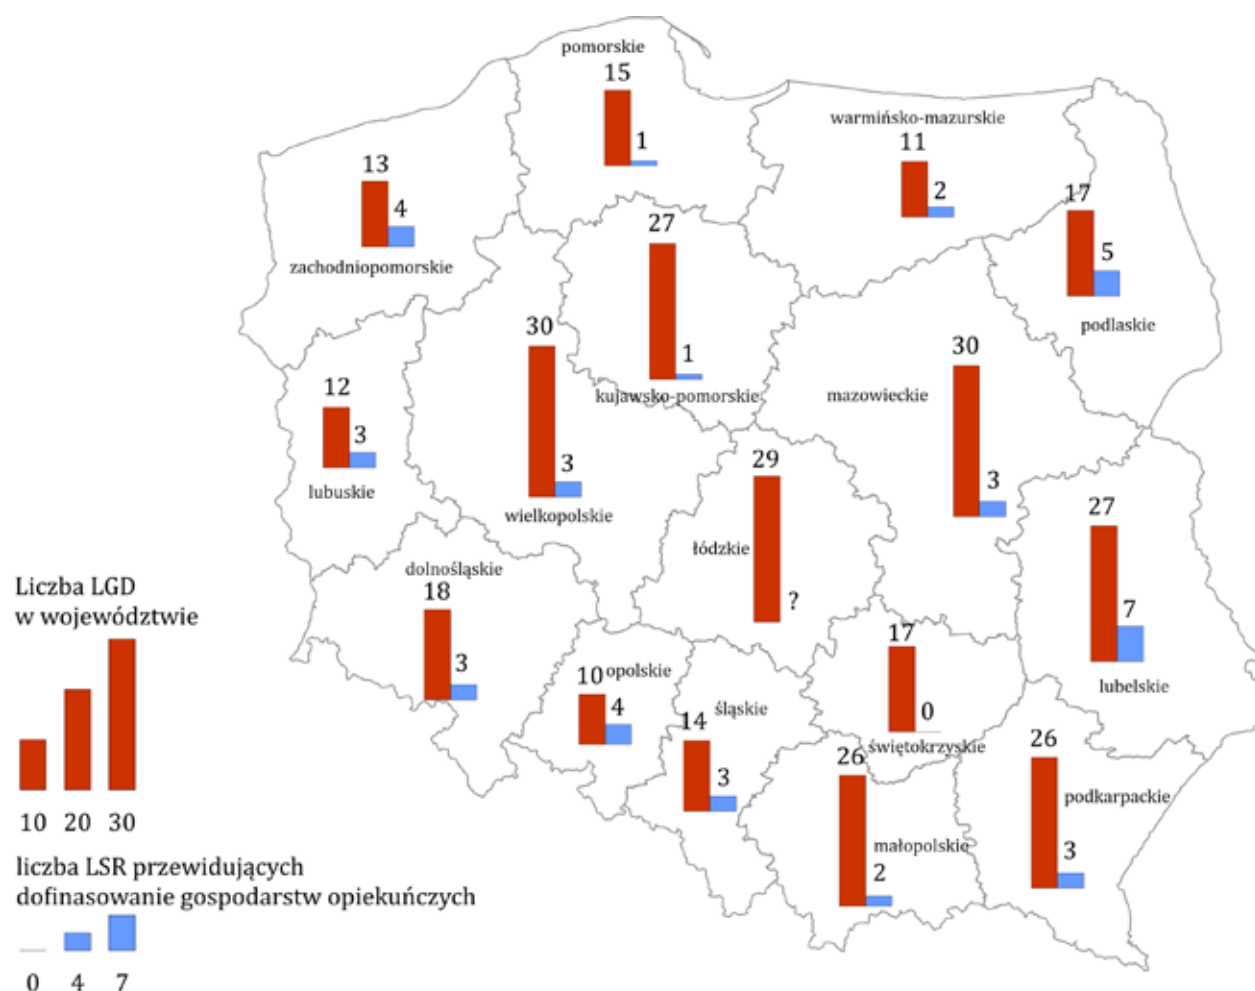 pomorskie
15
1
warmińsko-mazurskie
11
2
13
4
zachodniopomorskie
27
1
kujawsko-pomorskie
17
5
podlaskie
30
3
wielkopolskie
mazowieckie
30
3
12
3
lubuskie
29
łódzkie
?
27
7
lubelskie
dolnośląskie
18
3
10
opolskie
4
śląskie
14
3
17
0
świętokrzyskie
26
małopolskie
2
26
podkarpackie
3
Liczba LGD
w województwie
10 20 30
liczba LSR przewidujących
dofinasowanie gospodarstw opiekuńczych
0 4 7